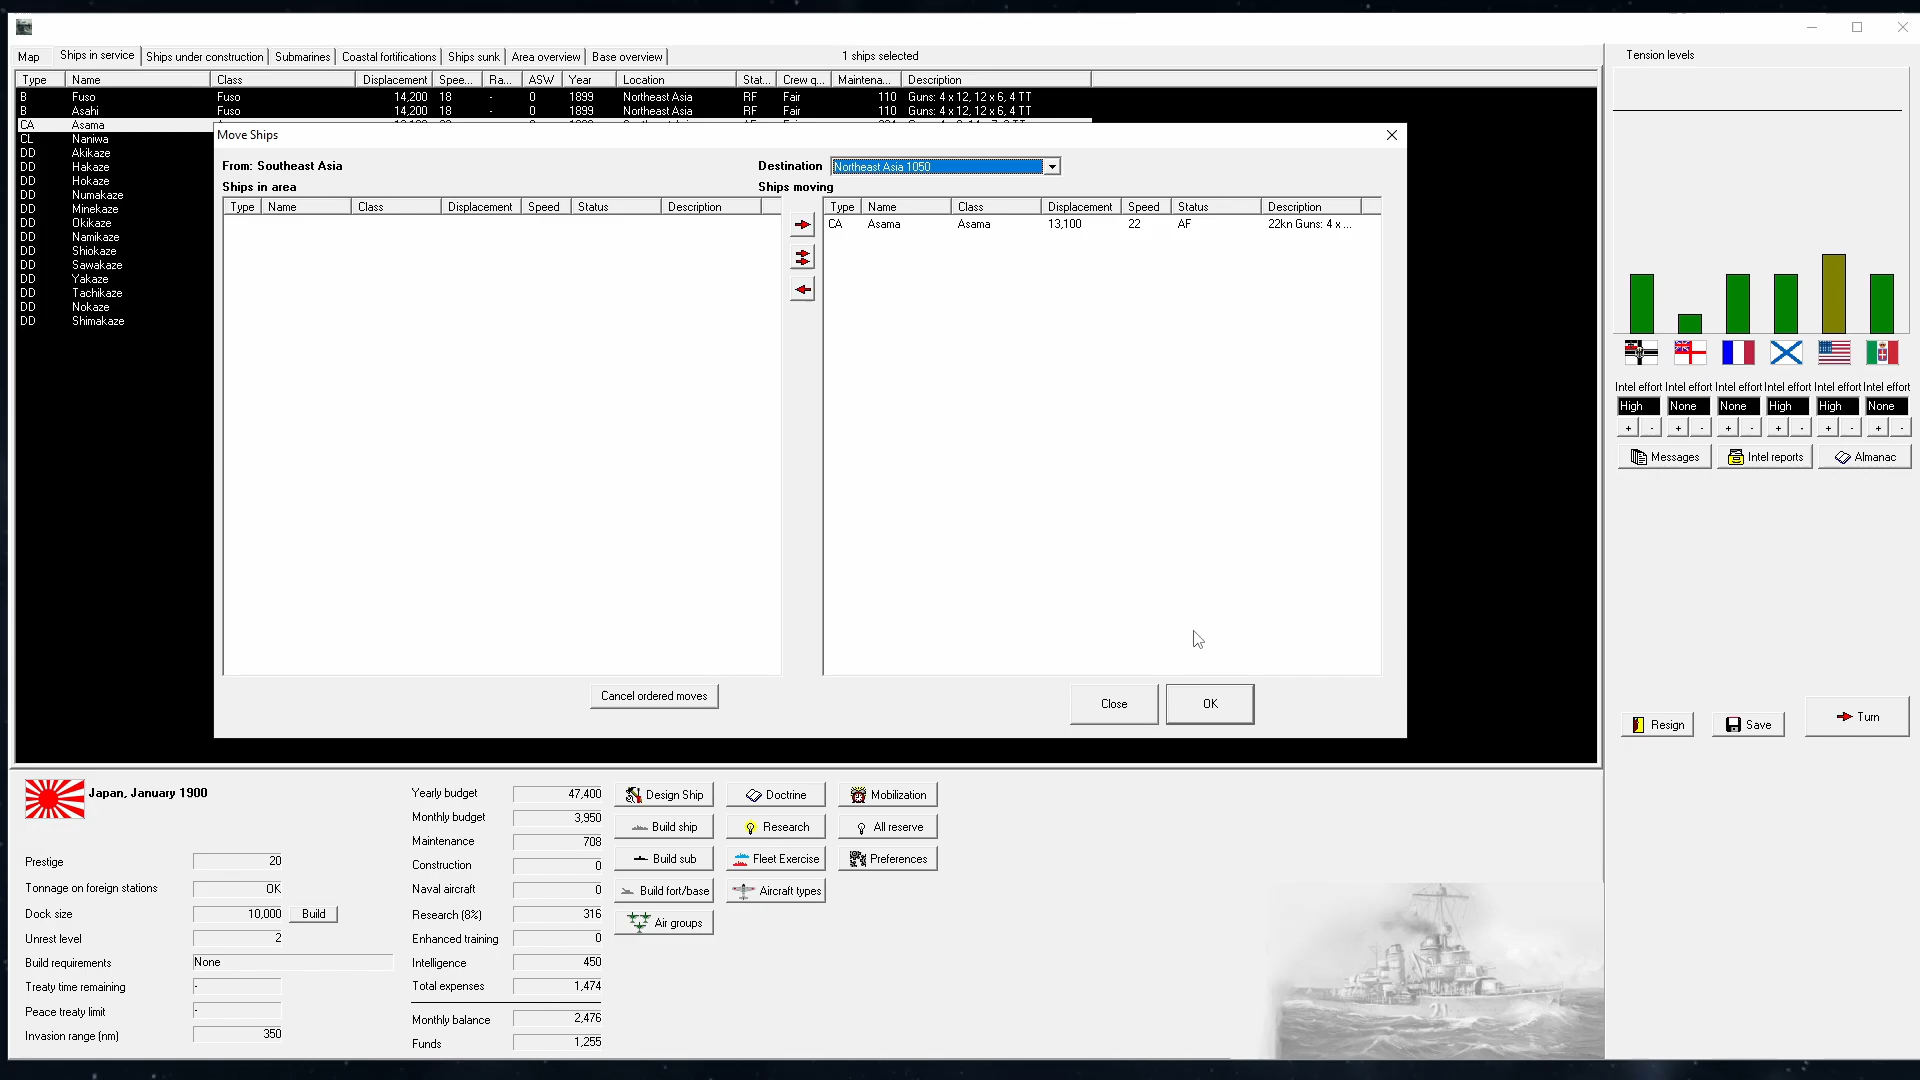 Map Ships in service Ships under construction Submarines Coastal fortifications Ships sunk Area overview Base overview 1 ships selected
Type Name Class Displacement Spee... Ra... ASW Year Location Stat... Crew q... Maintena... Description
B Fuso Fuso 14,200 18 - 0 1899 Northeast Asia RF Fair 110 Guns: 4 x 12, 12 x 6, 4 TT
B Asahi Fuso 14,200 18 - 0 1899 Northeast Asia RF Fair 110 Guns: 4 x 12, 12 x 6, 4 TT
CA Asama
CL Naniwa
DD Akikaze
DD Hakaze
DD Hokaze
DD Numakaze
DD Minekaze
DD Okikaze
DD Namikaze
DD Shiokaze
DD Sawakaze
DD Yakaze
DD Tachikaze
DD Nokaze
DD Shimakaze
Move Ships
From: Southeast Asia
Destination Northeast Asia 1050
Ships in area
Ships moving
Type Name Class Displacement Speed Status Description
Type Name Class Displacement Speed Status Description
CA Asama Asama 13,100 22 AF 22kn Guns: 4 x ...
Cancel ordered moves
Close
OK
Tension levels
Intel effort Intel effort Intel effort Intel effort Intel effort Intel effort
High None None High High None
+ - + - + - + - + - + -
Messages Intel reports Almanac
Resign Save Turn
Japan, January 1900
Prestige 20
Tonnage on foreign stations OK
Dock size 10,000 Build
Unrest level 2
Build requirements None
Treaty time remaining -
Peace treaty limit -
Invasion range (nm) 350
Yearly budget 47,400
Monthly budget 3,950
Maintenance 708
Construction 0
Naval aircraft 0
Research (8%) 316
Enhanced training 0
Intelligence 450
Total expenses 1,474
Monthly balance 2,476
Funds 1,255
Design Ship Doctrine Mobilization
Build ship Research All reserve
Build sub Fleet Exercise Preferences
Build fort/base Aircraft types
Air groups